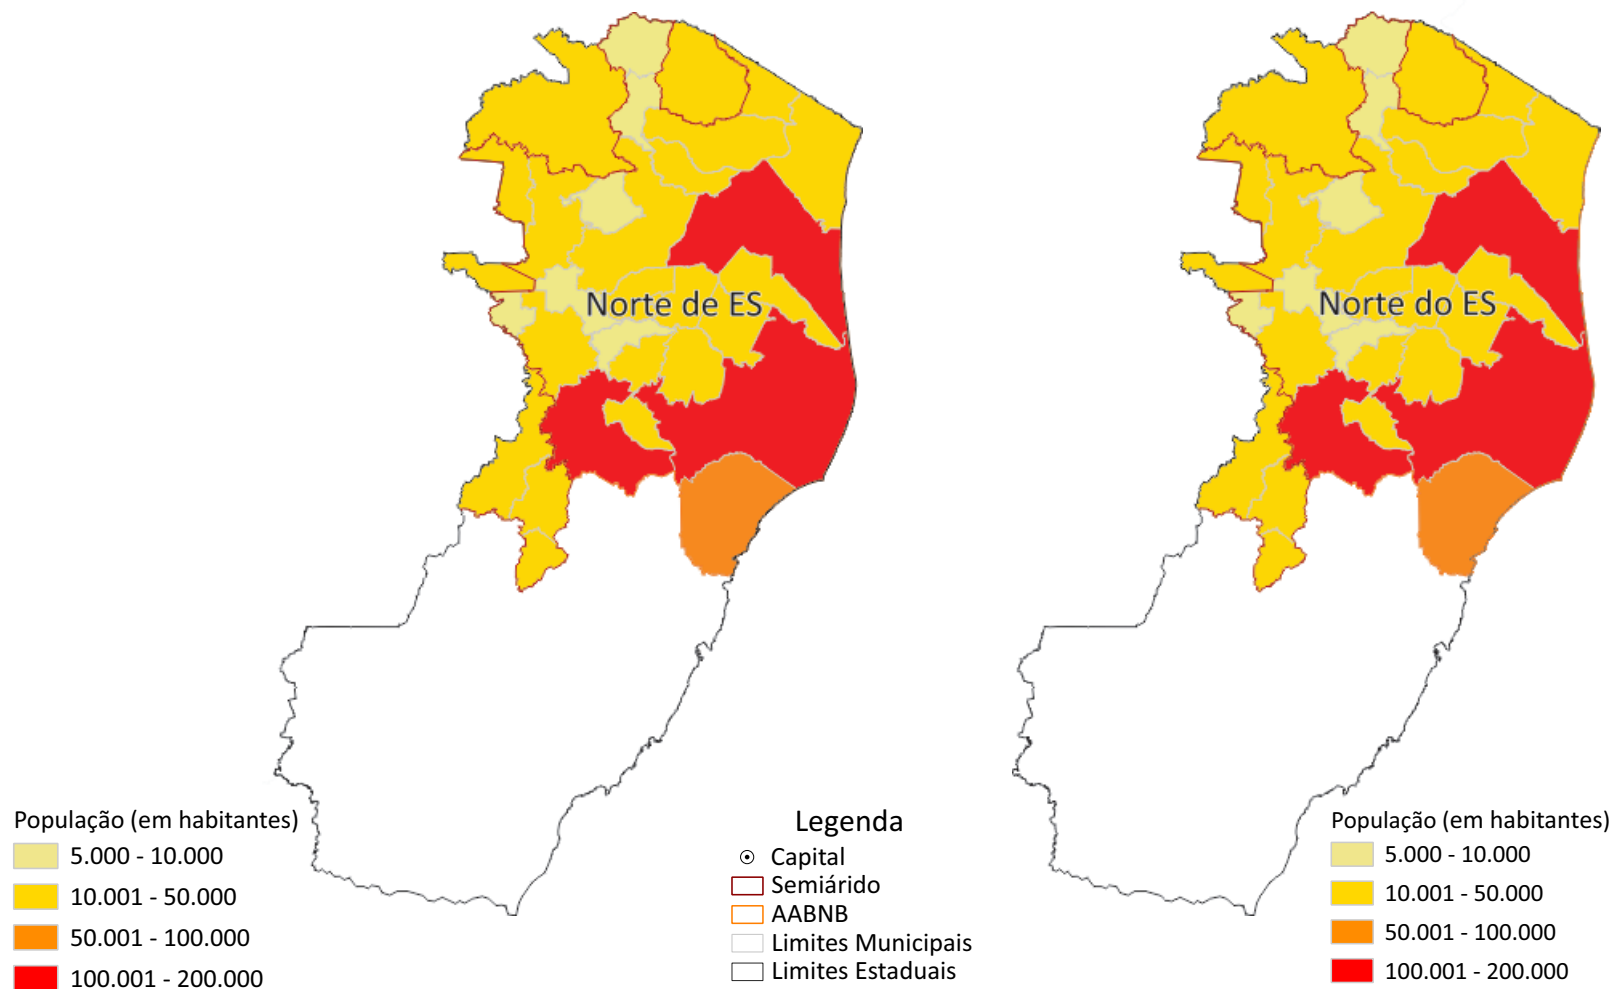 Norte de ES
Norte do ES
População (em habitantes)
5.000 - 10.000
10.001 - 50.000
50.001 - 100.000
100.001 - 200.000
Legenda
Capital
Semiárido
AABNB
Limites Municipais
Limites Estaduais
População (em habitantes)
5.000 - 10.000
10.001 - 50.000
50.001 - 100.000
100.001 - 200.000